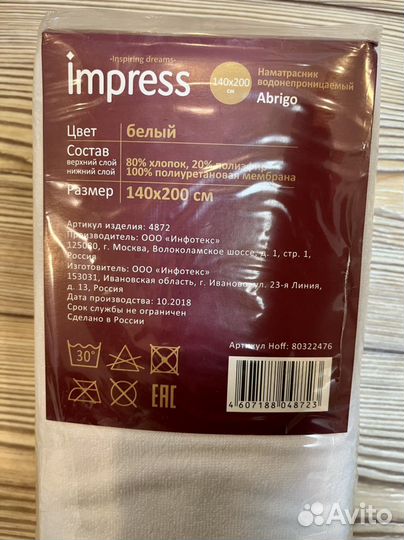 -Inspiring dreams-
impress
140x200
см
Наматрасник
водонепроницаемый
Abrigo
Цвет белый
Состав
верхний слой 80% хлопок, 20%
нижний слой 100% полиуретановая мембрана
Размер 140x200 см
Артикул изделия: 4872
Производитель: ООО «Инфотекс»
125080, г. Москва, Волоколамское шоссе, д. 1, стр. 1,
Россия
Изготовитель: ООО «Инфотекс»
153031, Ивановская область, г. Иваново, ул. 23-я Линия,
д. 13, Россия
Дата производства: 10.2018
Срок службы не ограничен
Сделано в России
Артикул Hoff: 80322476
30°
EAC
4 607188 048723
Avito